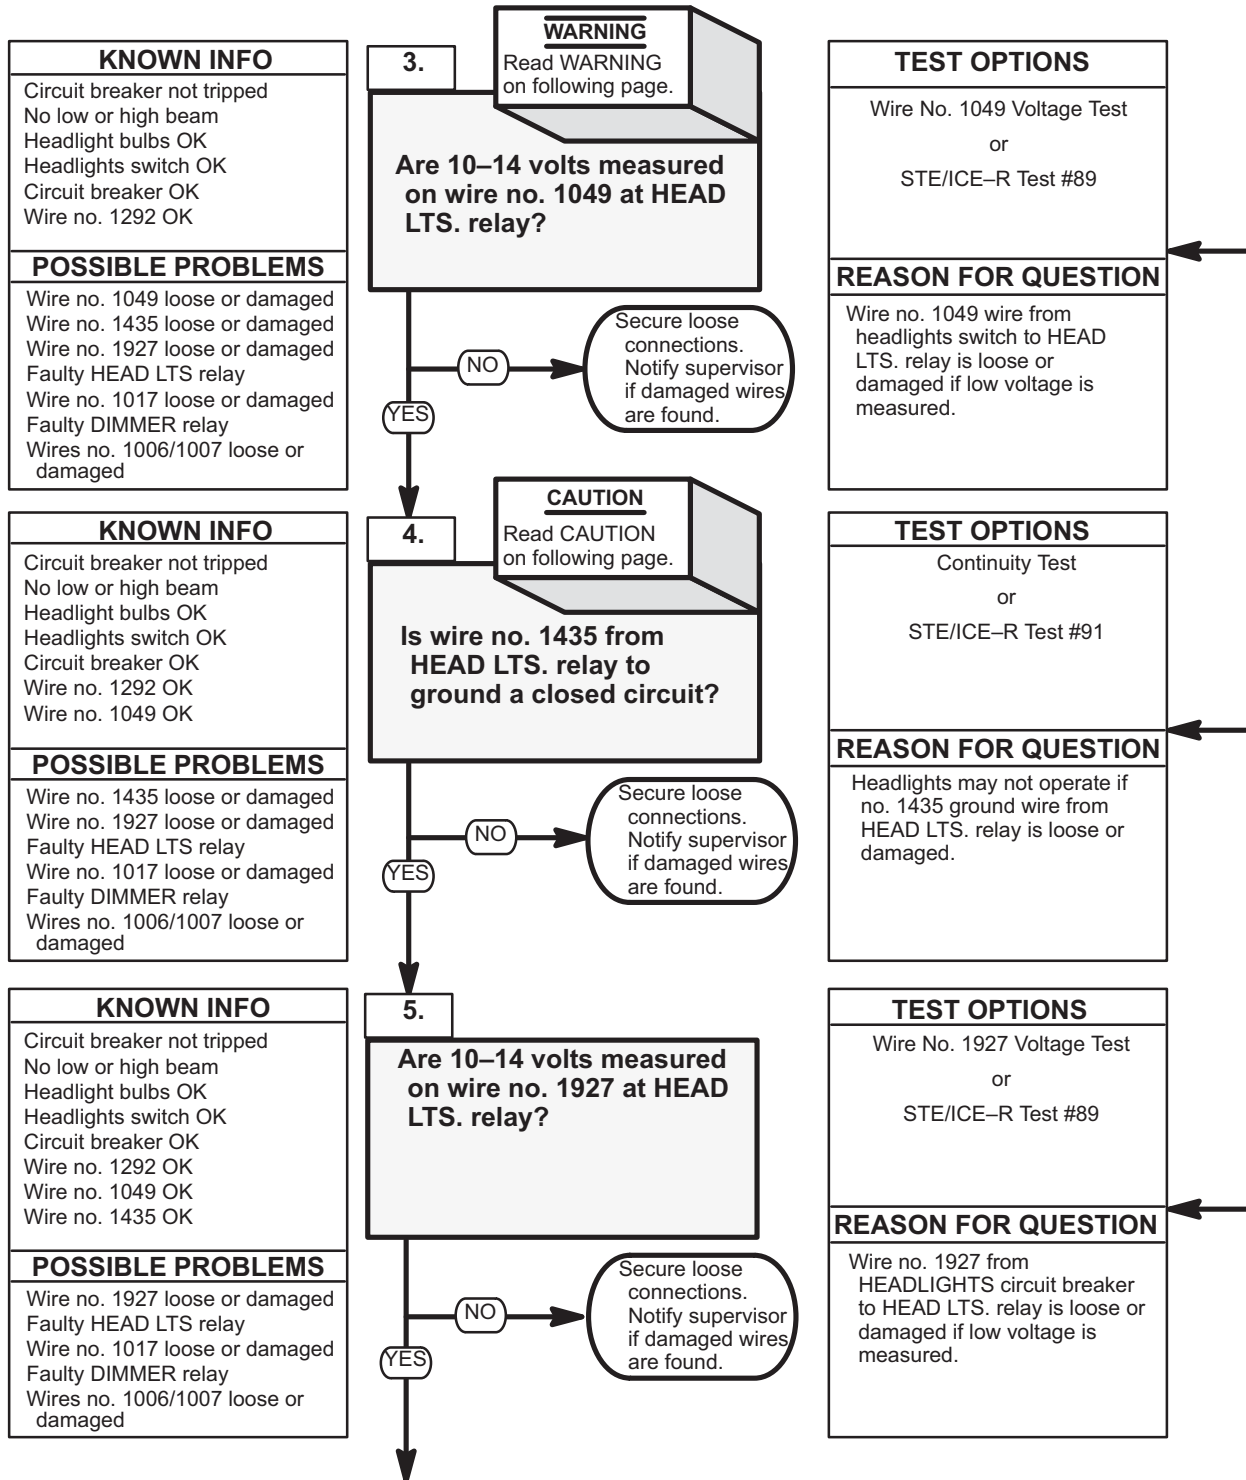 KNOWN INFO
Circuit breaker not tripped
No low or high beam
Headlight bulbs OK
Headlights switch OK
Circuit breaker OK
Wire no. 1292 OK
POSSIBLE PROBLEMS
Wire no. 1049 loose or damaged
Wire no. 1435 loose or damaged
Wire no. 1927 loose or damaged
Faulty HEAD LTS relay
Wire no. 1017 loose or damaged
Faulty DIMMER relay
Wires no. 1006/1007 loose or
damaged
3.
WARNING
Read WARNING
on following page.
Are 10–14 volts measured
on wire no. 1049 at HEAD
LTS. relay?
NO
Secure loose
connections.
Notify supervisor
if damaged wires
are found.
YES
TEST OPTIONS
Wire No. 1049 Voltage Test
or
STE/ICE–R Test #89
REASON FOR QUESTION
Wire no. 1049 wire from
headlights switch to HEAD
LTS. relay is loose or
damaged if low voltage is
measured.
KNOWN INFO
Circuit breaker not tripped
No low or high beam
Headlight bulbs OK
Headlights switch OK
Circuit breaker OK
Wire no. 1292 OK
Wire no. 1049 OK
POSSIBLE PROBLEMS
Wire no. 1435 loose or damaged
Wire no. 1927 loose or damaged
Faulty HEAD LTS relay
Wire no. 1017 loose or damaged
Faulty DIMMER relay
Wires no. 1006/1007 loose or
damaged
4.
CAUTION
Read CAUTION
on following page.
Is wire no. 1435 from
HEAD LTS. relay to
ground a closed circuit?
NO
Secure loose
connections.
Notify supervisor
if damaged wires
are found.
YES
TEST OPTIONS
Continuity Test
or
STE/ICE–R Test #91
REASON FOR QUESTION
Headlights may not operate if
no. 1435 ground wire from
HEAD LTS. relay is loose or
damaged.
KNOWN INFO
Circuit breaker not tripped
No low or high beam
Headlight bulbs OK
Headlights switch OK
Circuit breaker OK
Wire no. 1292 OK
Wire no. 1049 OK
Wire no. 1435 OK
POSSIBLE PROBLEMS
Wire no. 1927 loose or damaged
Faulty HEAD LTS relay
Wire no. 1017 loose or damaged
Faulty DIMMER relay
Wires no. 1006/1007 loose or
damaged
5.
Are 10–14 volts measured
on wire no. 1927 at HEAD
LTS. relay?
NO
Secure loose
connections.
Notify supervisor
if damaged wires
are found.
YES
TEST OPTIONS
Wire No. 1927 Voltage Test
or
STE/ICE–R Test #89
REASON FOR QUESTION
Wire no. 1927 from
HEADLIGHTS circuit breaker
to HEAD LTS. relay is loose or
damaged if low voltage is
measured.